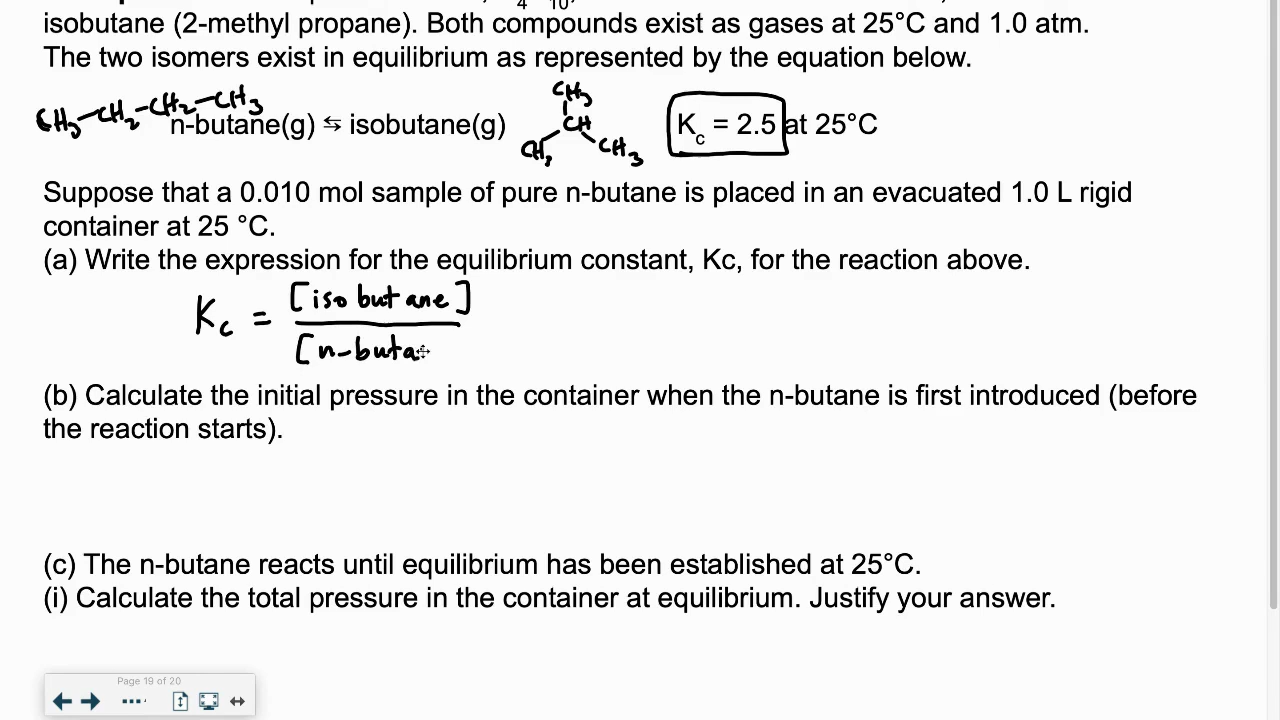 4 10
isobutane (2-methyl propane). Both compounds exist as gases at 25°C and 1.0 atm.
The two isomers exist in equilibrium as represented by the equation below.
CH3-CH2-CH2-CH3
CH3
n-butane(g) ⇆ isobutane(g) CH Kc = 2.5 at 25°C
CH3 CH3
Suppose that a 0.010 mol sample of pure n-butane is placed in an evacuated 1.0 L rigid
container at 25 °C.
(a) Write the expression for the equilibrium constant, Kc, for the reaction above.
Kc = [isobutane]
[n-buta
(b) Calculate the initial pressure in the container when the n-butane is first introduced (before
the reaction starts).
(c) The n-butane reacts until equilibrium has been established at 25°C.
(i) Calculate the total pressure in the container at equilibrium. Justify your answer.
Page 19 of 20